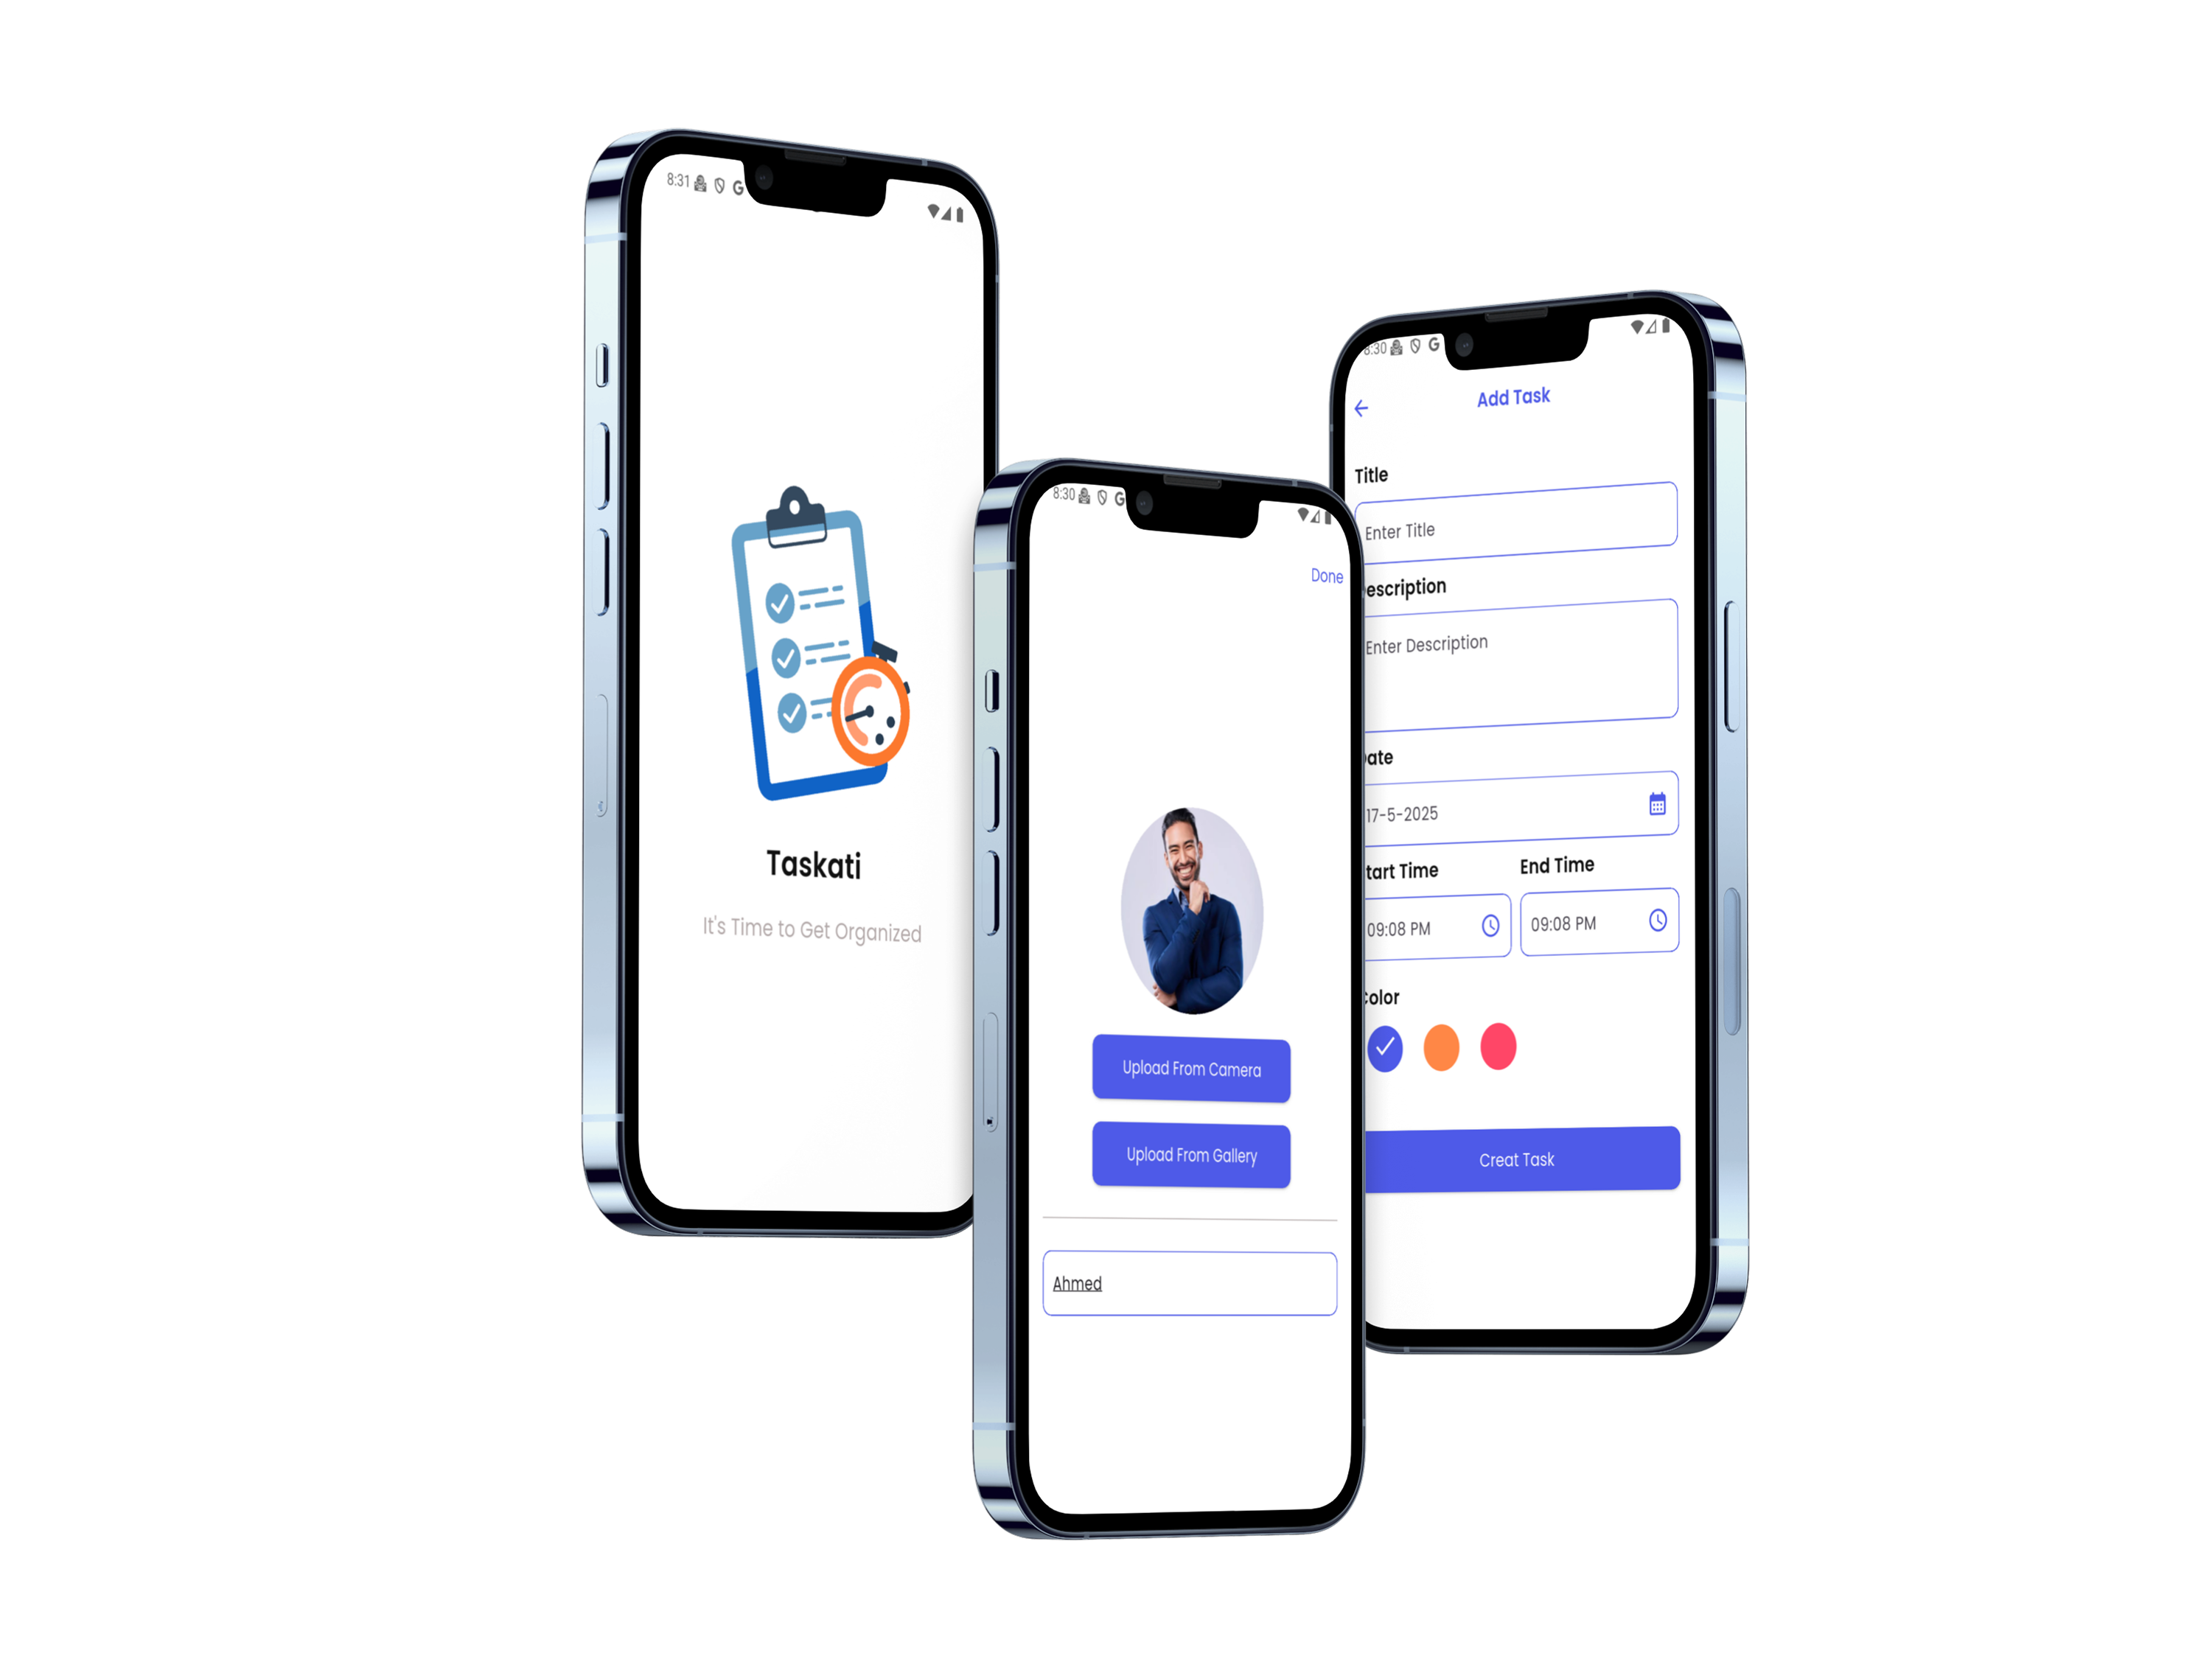 8:31
Taskati
It's Time to Get Organized
8:30
Done
Upload From Camera
Upload From Gallery
Ahmed
8:30
Add Task
Title
Enter Title
escription
Enter Description
ate
17-5-2025
tart Time End Time
09:08 PM 09:08 PM
Color
Creat Task